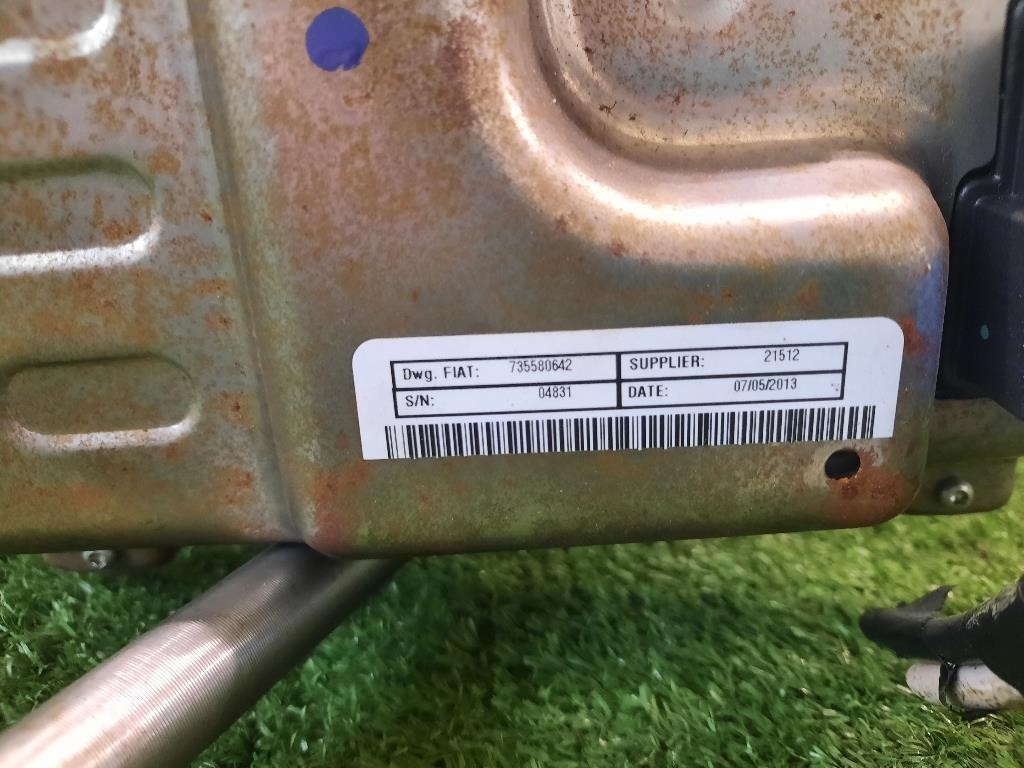 Dwg. FIAT: 735580642 SUPPLIER: 21512
S/N: 04831 DATE: 07/05/2013